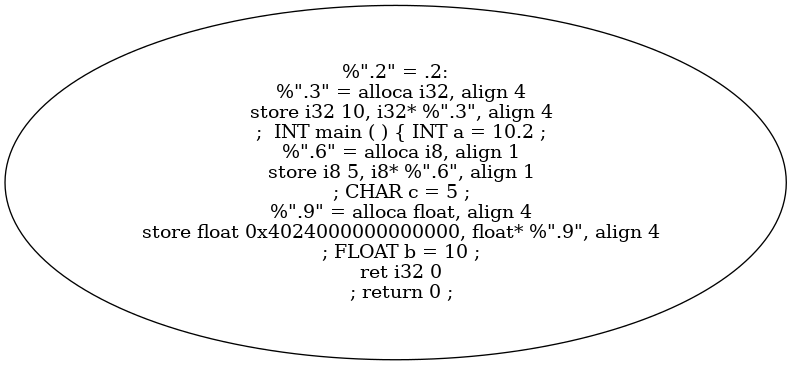 %".2" = .2:
%".3" = alloca i32, align 4
store i32 10, i32* %".3", align 4
;  INT main ( ) { INT a = 10.2 ;
%".6" = alloca i8, align 1
store i8 5, i8* %".6", align 1
; CHAR c = 5 ;
%".9" = alloca float, align 4
store float 0x4024000000000000, float* %".9", align 4
; FLOAT b = 10 ;
ret i32 0
; return 0 ;